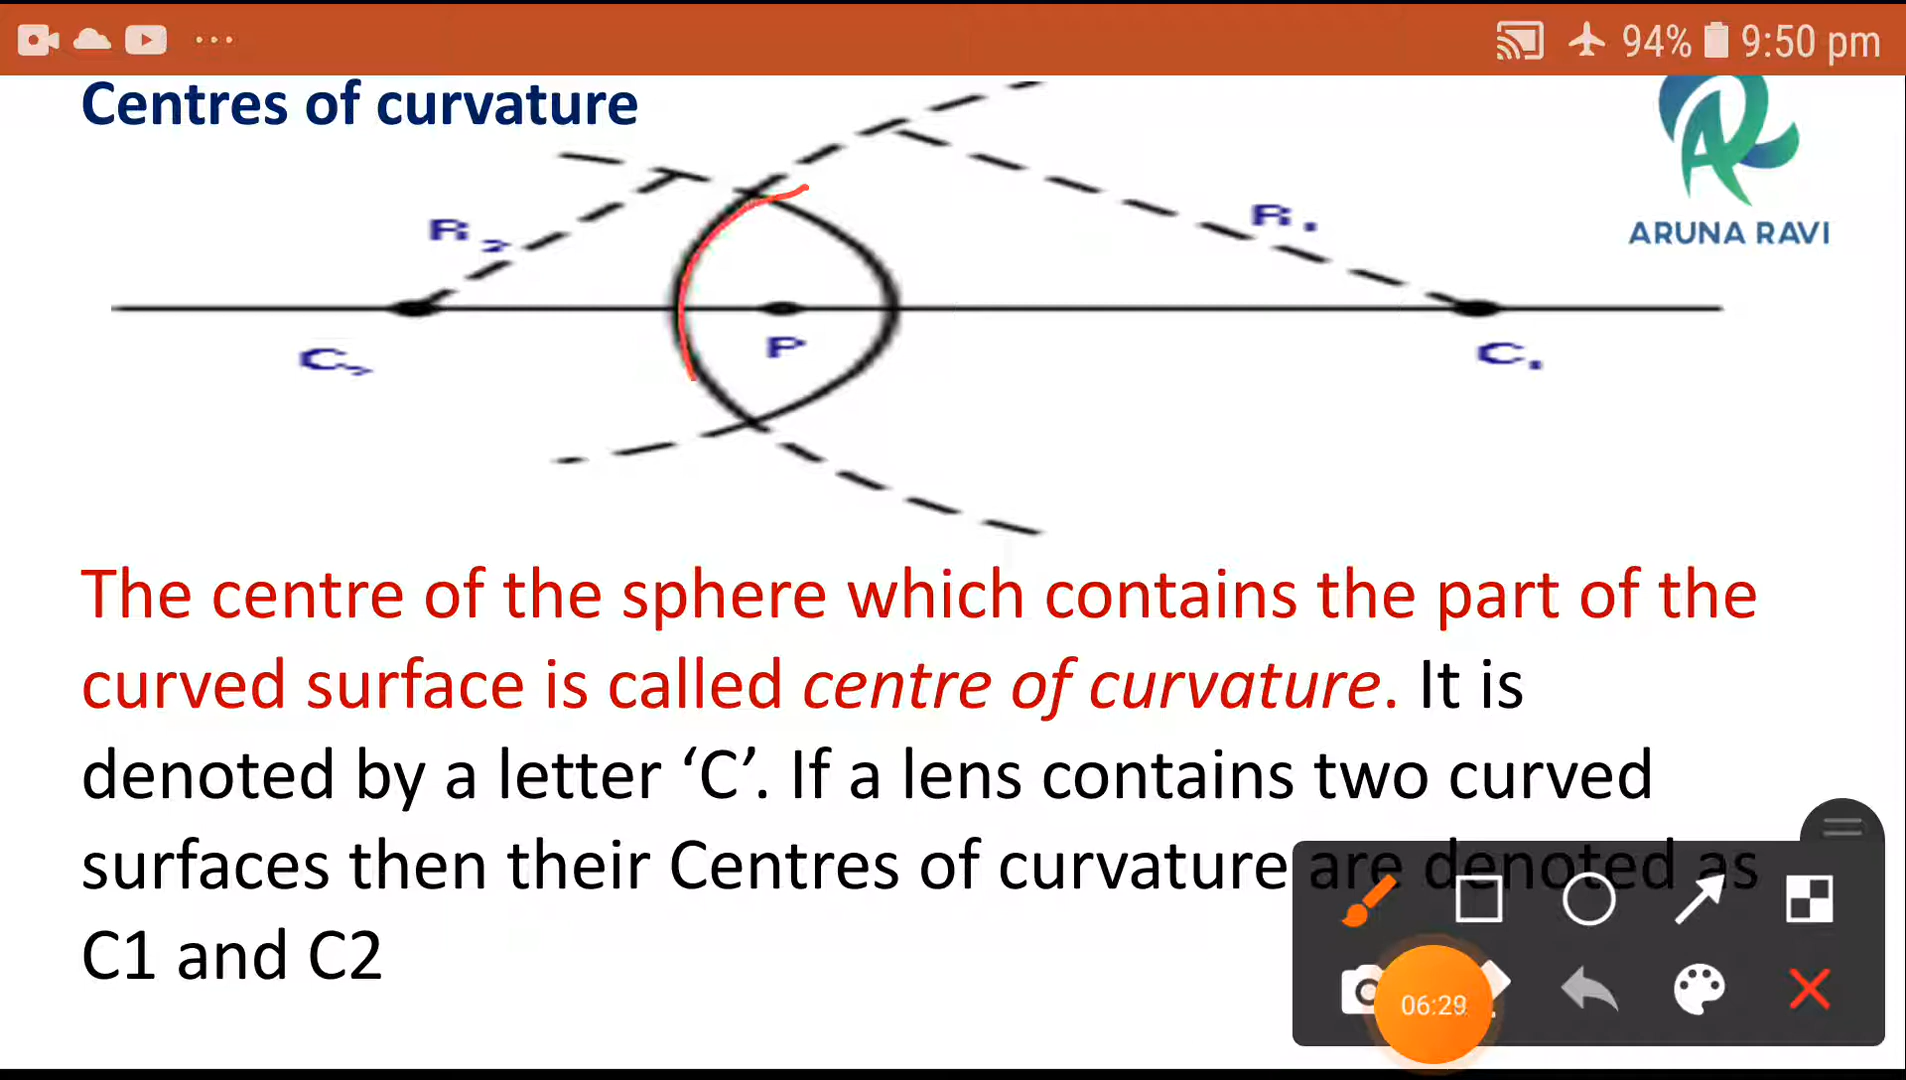 94% 9:50 pm
Centres of curvature
ARUNA RAVI
R₂
R₁
C₂
P
C₁
The centre of the sphere which contains the part of the
curved surface is called centre of curvature. It is
denoted by a letter ‘C’. If a lens contains two curved
surfaces then their Centres of curvature are denoted as
C1 and C2
06:29